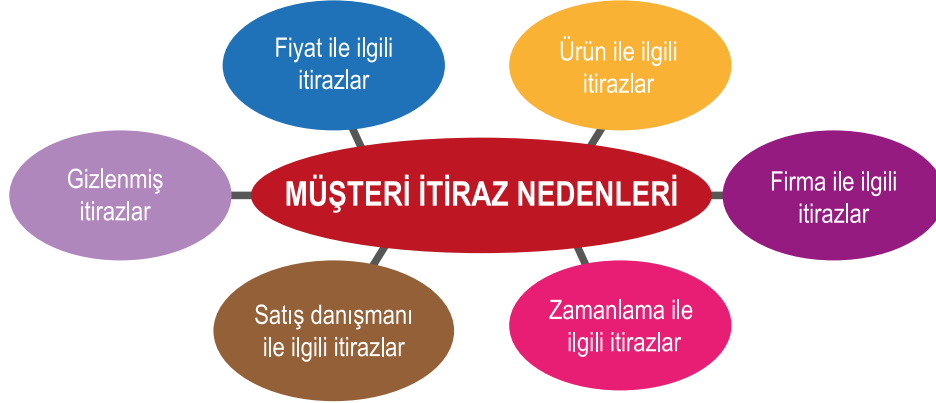 Fiyat ile ilgili
itirazlar
Ürün ile ilgili
itirazlar
Gizlenmiş
itirazlar
MÜŞTERİ İTİRAZ NEDENLERİ
Firma ile ilgili
itirazlar
Satış danışmanı
ile ilgili itirazlar
Zamanlama ile
ilgili itirazlar